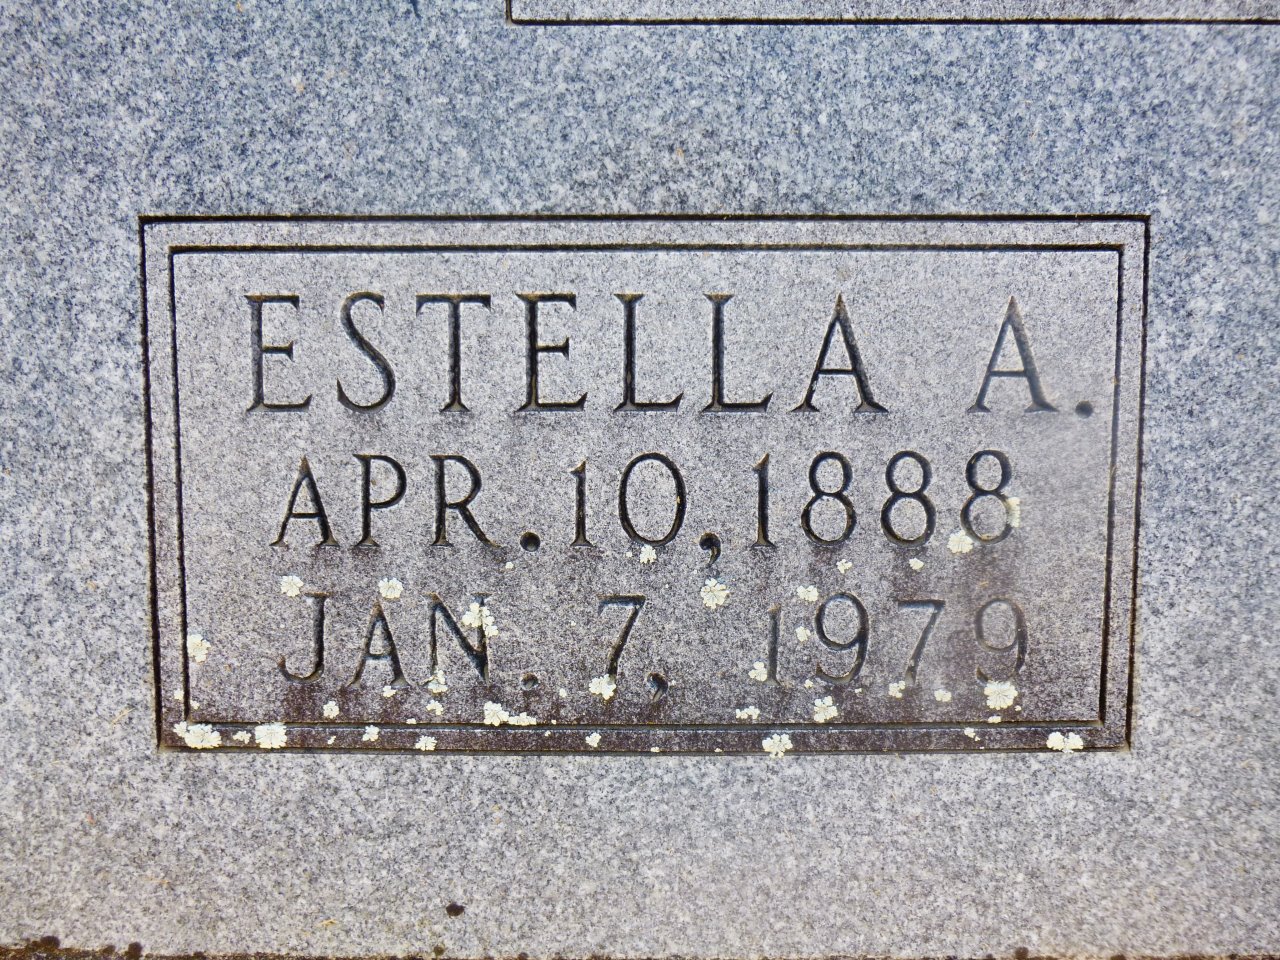 ESTELLA A.
APR. 10, 1888
JAN. 7, 1979